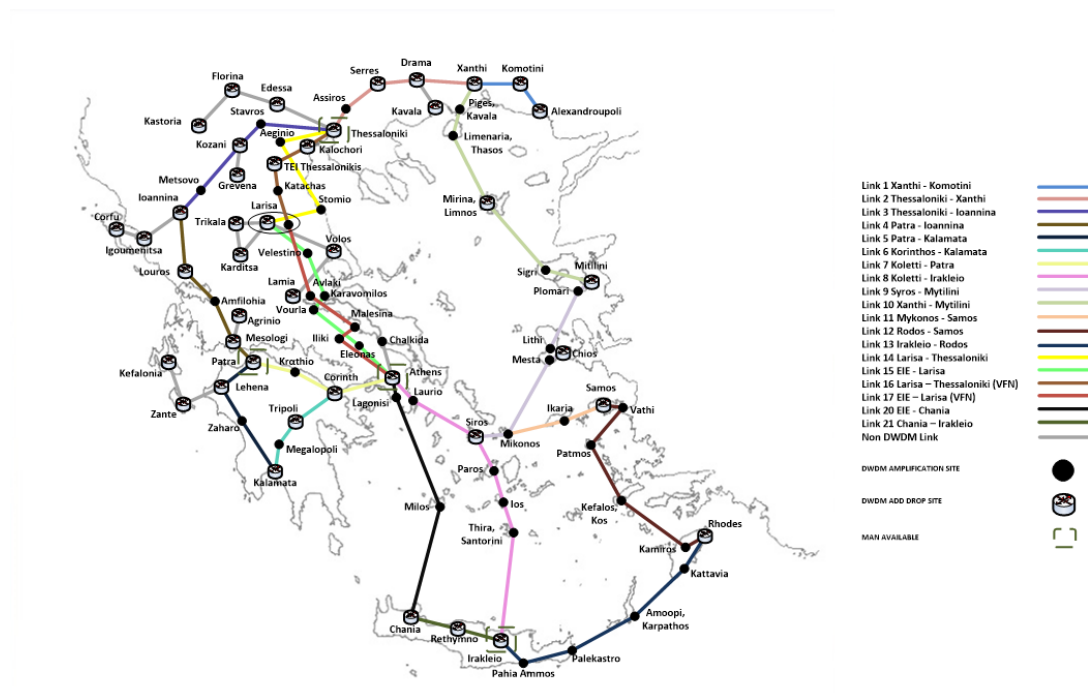 Florina
Edessa
Kastoria
Stavros
Assiros
Serres
Drama
Xanthi
Komotini
Kavala
Piges,
Kavala
Alexandroupoli
Limenaria,
Thasos
Aeginio
Thessaloniki
Kozani
Kalochori
TEI Thessalonikis
Grevena
Metsovo
Katachas
Ioannina
Larisa
Stomio
Mirina,
Limnos
Corfu
Igoumenitsa
Trikala
Karditsa
Volos
Velestino
Louros
Lamia
Avlaki
Karavomilos
Sigri
Mitilini
Plomari
Amfilohia
Vourla
Malesina
Agrinio
Iliki
Chalkida
Lithi
Mesologi
Eleonas
Mesta
Chios
Kefalonia
Patra
Krathio
Athens
Lehena
Corinth
Laurio
Samos
Zante
Lagonisi
Vathi
Tripoli
Ikaria
Zaharo
Siros
Mikonos
Megalopoli
Patmos
Kalamata
Paros
Milos
Ios
Kefalos,
Kos
Thira,
Santorini
Rhodes
Kamiros
Kattavia
Chania
Rethymno
Irakleio
Amoopi,
Karpathos
Palekastro
Pahia Ammos
Link 1 Xanthi - Komotini
Link 2 Thessaloniki - Xanthi
Link 3 Thessaloniki - Ioannina
Link 4 Patra - Ioannina
Link 5 Patra - Kalamata
Link 6 Korinthos - Kalamata
Link 7 Koletti - Patra
Link 8 Koletti - Irakleio
Link 9 Syros - Mytilini
Link 10 Xanthi - Mytilini
Link 11 Mykonos - Samos
Link 12 Rodos - Samos
Link 13 Irakleio - Rodos
Link 14 Larisa - Thessaloniki
Link 15 EIE - Larisa
Link 16 Larisa – Thessaloniki (VFN)
Link 17 EIE – Larisa (VFN)
Link 20 EIE - Chania
Link 21 Chania – Irakleio
Non DWDM Link
DWDM AMPLIFICATION SITE
DWDM ADD DROP SITE
MAN AVAILABLE